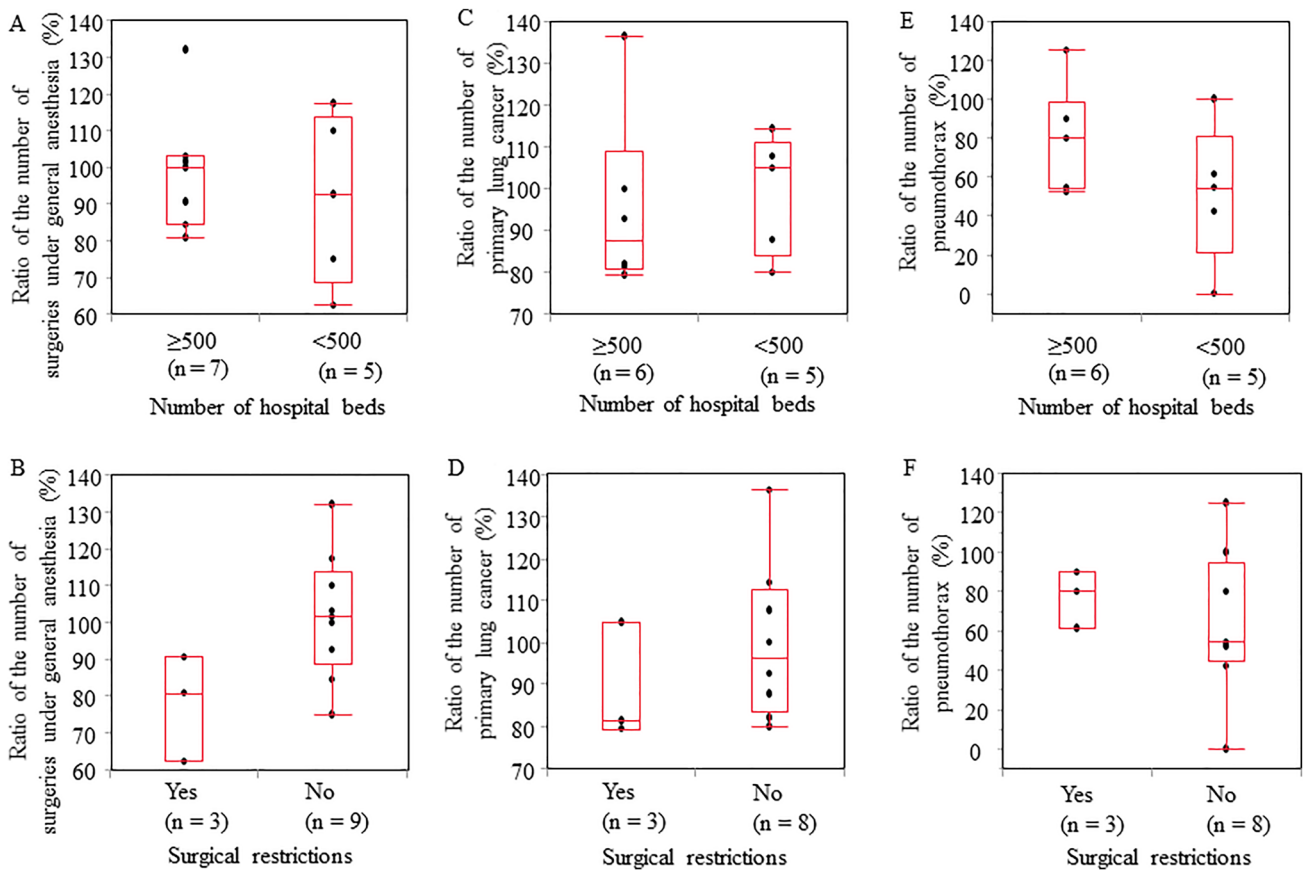 A
Ratio of the number of
surgeries under general anesthesia (%)
140
130
120
110
100
90
80
70
60
≥500
<500
(n = 7)
(n = 5)
Number of hospital beds
C
Ratio of the number of
primary lung cancer (%)
140
130
120
110
100
90
80
70
≥500
<500
(n = 6)
(n = 5)
Number of hospital beds
E
Ratio of the number of
pneumothorax (%)
140
120
100
80
60
40
20
0
≥500
<500
(n = 6)
(n = 5)
Number of hospital beds
B
Ratio of the number of
surgeries under general anesthesia (%)
140
130
120
110
100
90
80
70
60
Yes
No
(n = 3)
(n = 9)
Surgical restrictions
D
Ratio of the number of
primary lung cancer (%)
140
130
120
110
100
90
80
70
Yes
No
(n = 3)
(n = 8)
Surgical restrictions
F
Ratio of the number of
pneumothorax (%)
140
120
100
80
60
40
20
0
Yes
No
(n = 3)
(n = 8)
Surgical restrictions